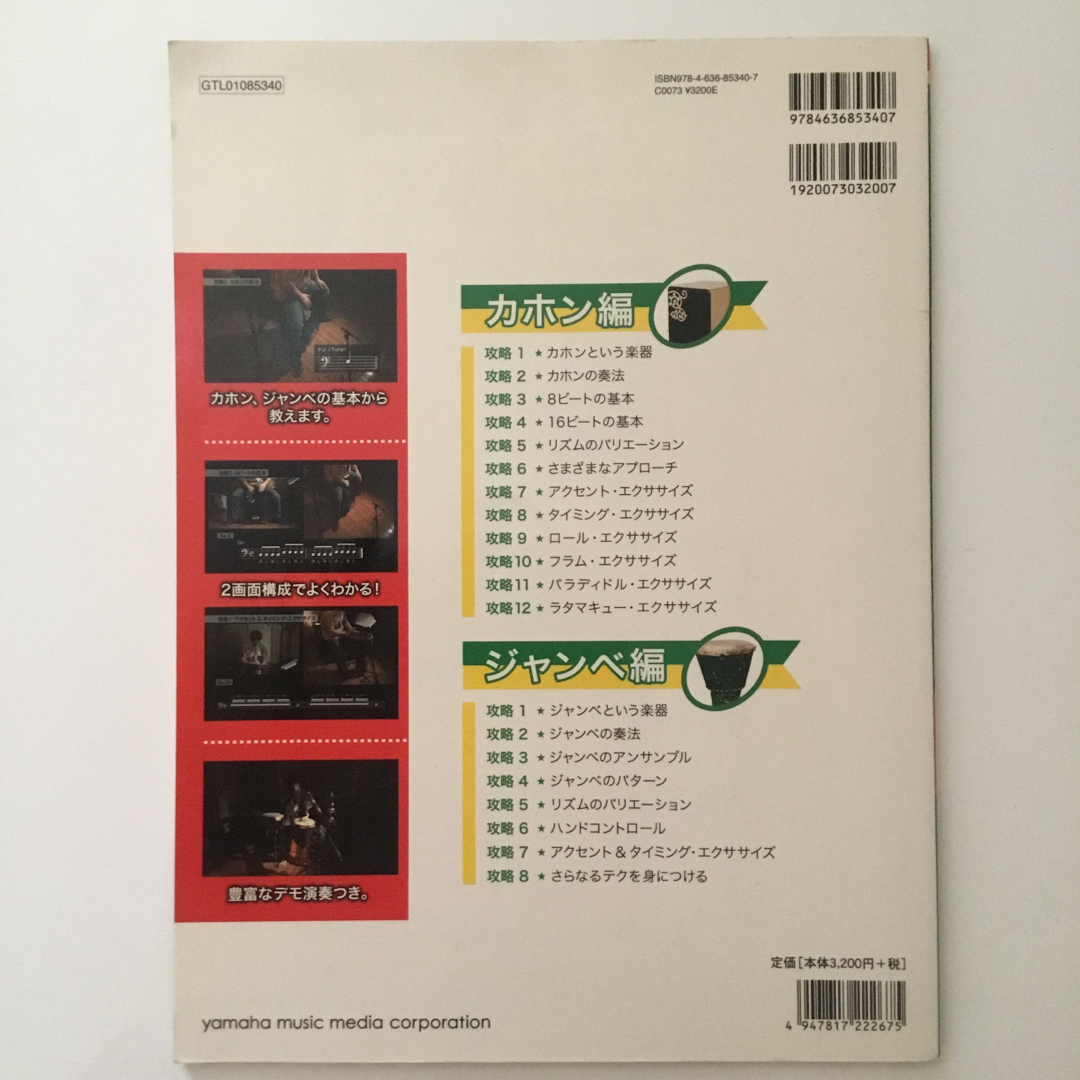 GTL01085340
ISBN978-4-636-85340-7
C0073 ¥3200E
9784636853407
1920073032007
カホン、ジャンベの基本から
教えます。
2画面構成でよくわかる!
豊富なデモ演奏つき。
カホン編
攻略 1 ★ カホンという楽器
攻略 2 ★ カホンの奏法
攻略 3 ★ 8ビートの基本
攻略 4 ★ 16ビートの基本
攻略 5 ★ リズムのバリエーション
攻略 6 ★ さまざまなアプローチ
攻略 7 ★ アクセント・エクササイズ
攻略 8 ★ タイミング・エクササイズ
攻略 9 ★ ロール・エクササイズ
攻略10 ★ フラム・エクササイズ
攻略11 ★ パラディドル・エクササイズ
攻略12 ★ ラタマキュー・エクササイズ
ジャンベ編
攻略 1 ★ ジャンベという楽器
攻略 2 ★ ジャンベの奏法
攻略 3 ★ ジャンベのアンサンブル
攻略 4 ★ ジャンベのパターン
攻略 5 ★ リズムのバリエーション
攻略 6 ★ ハンドコントロール
攻略 7 ★ アクセント&タイミング・エクササイズ
攻略 8 ★ さらなるテクを身につける
定価[本体3,200円+税]
4 947817 222675
yamaha music media corporation